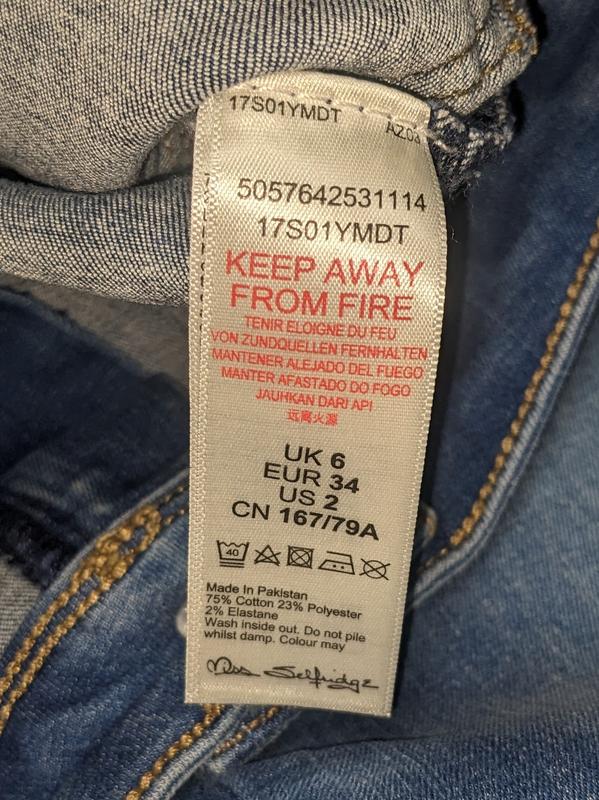 17S01YMDT
AZ03
5057642531114
17S01YMDT
KEEP AWAY
FROM FIRE
TENIR ELOIGNE DU FEU
VON ZUNDQUELLEN FERNHALTEN
MANTENER ALEJADO DEL FUEGO
MANTER AFASTADO DO FOGO
JAUHKAN DARI API
远离火源
UK 6
EUR 34
US 2
CN 167/79A
40
Made In Pakistan
75% Cotton 23% Polyester
2% Elastane
Wash inside out. Do not pile
whilst damp. Colour may
Miss Selfridge